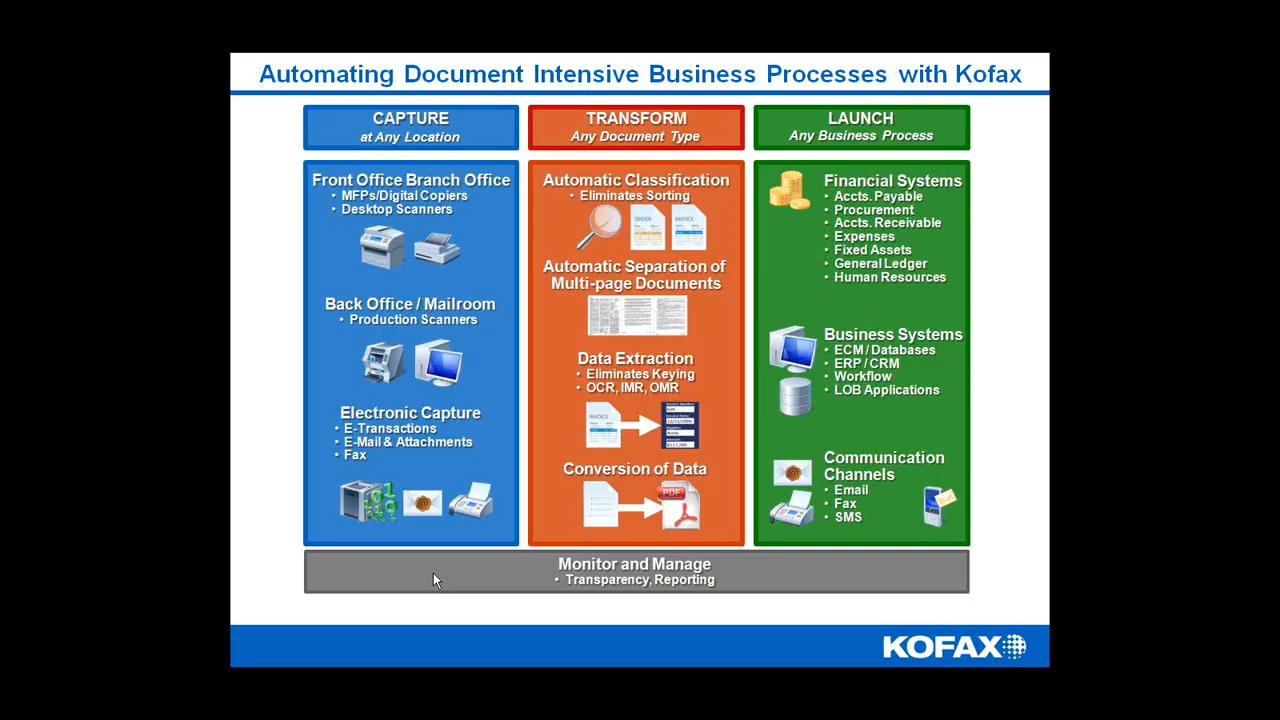 Automating Document Intensive Business Processes with Kofax
CAPTURE
at Any Location
Front Office Branch Office
• MFPs/Digital Copiers
• Desktop Scanners
Back Office / Mailroom
• Production Scanners
Electronic Capture
• E-Transactions
• E-Mail & Attachments
• Fax
TRANSFORM
Any Document Type
Automatic Classification
• Eliminates Sorting
ORDER
INVOICE
Automatic Separation of
Multi-page Documents
Data Extraction
• Eliminates Keying
• OCR, IMR, OMR
INVOICE
Conversion of Data
PDF
LAUNCH
Any Business Process
Financial Systems
• Accts. Payable
• Procurement
• Accts. Receivable
• Expenses
• Fixed Assets
• General Ledger
• Human Resources
Business Systems
• ECM / Databases
• ERP / CRM
• Workflow
• LOB Applications
Communication
Channels
• Email
• Fax
• SMS
Monitor and Manage
• Transparency, Reporting
KOFAX